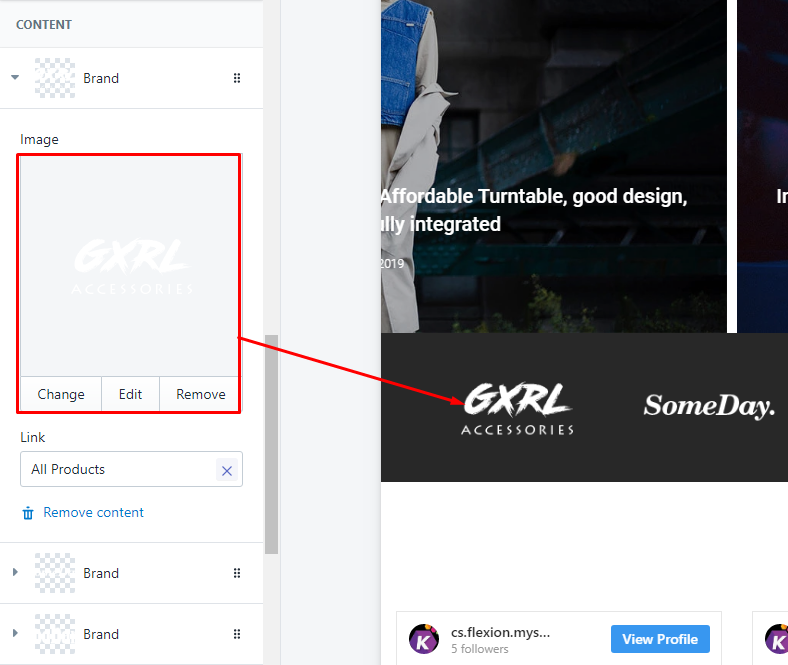 CONTENT
Brand
Image
GXRL
ACCESSORIES
Change
Edit
Remove
Link
All Products
Remove content
Brand
Brand
Affordable Turntable, good design,
lly integrated
2019
In
GXRL
ACCESSORIES
SomeDay.
K
cs.flexion.mys...
5 followers
View Profile
K